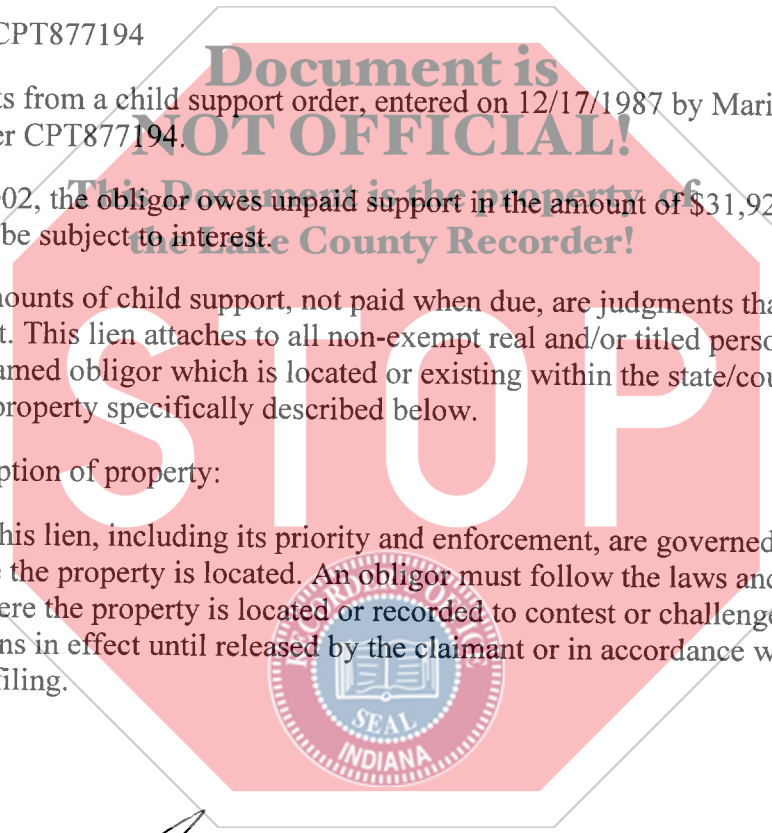 CPT877194
Document is
ts from a child support order, entered on 12/17/1987 by Mari
NOT OFFICIAL!
er CPT877194.
This Document is the property of
02, the obligor owes unpaid support in the amount of $31,92
the Lake County Recorder!
be subject to interest.
nounts of child support, not paid when due, are judgments tha
t. This lien attaches to all non-exempt real and/or titled perso
amed obligor which is located or existing within the state/cou
property specifically described below.
STOP
ption of property:
his lien, including its priority and enforcement, are governed
e the property is located. An obligor must follow the laws and
ere the property is located or recorded to contest or challenge
ns in effect until released by the claimant or in accordance w
filing.
RECORDER'S OFFICE
SEAL
INDIANA